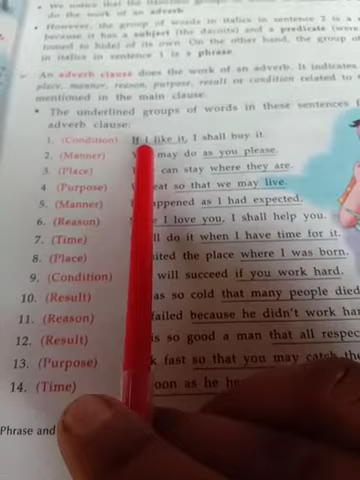 We notice that the
do the work of an adverb.
However, the group of words in italics in sentence 2 is a
because it has a subject (the dacoits) and a predicate (were
to hide) of its own. On the other hand, the group of
in italics in sentence 1 is a phrase.
An adverb clause does the work of an adverb. It indicates
place, manner, reason, purpose, result or condition related to
mentioned in the main clause.
• The underlined groups of words in these sentences
adverb clause:
1. (Condition) If I like it, I shall buy it.
2. (Manner) may do as you please.
3. (Place) can stay where they are.
4 (Purpose) eat so that we may live.
5. (Manner) happened as I had expected.
6. (Reason) e I love you, I shall help you.
7. (Time) ll do it when I have time for it.
8. (Place) ited the place where I was born.
9. (Condition) will succeed if you work hard.
10. (Result) as so cold that many people died
11. (Reason) failed because he didn't work har
12. (Result) is so good a man that all respec
13. (Purpose) k fast so that you may catch the
14. (Time) oon as he he
Phrase and